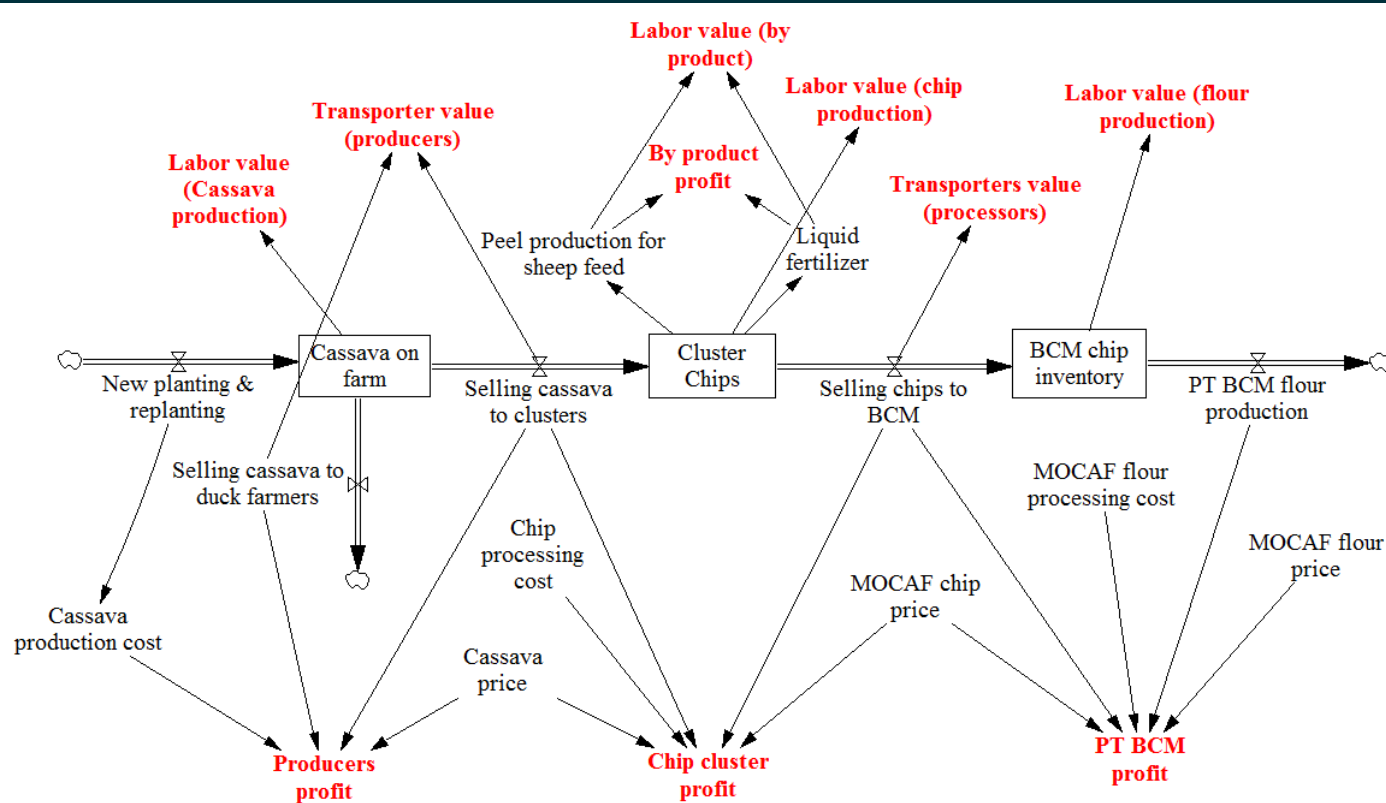 Labor value (by
product)
Labor value (chip
production)
Labor value (flour
production)
Transporter value
(producers)
Labor value
(Cassava
production)
By product
profit
Transporters value
(processors)
Peel production for
sheep feed
Liquid
fertilizer
Cassava on
farm
Cluster
Chips
BCM chip
inventory
New planting &
replanting
Selling cassava
to clusters
Selling chips to
BCM
PT BCM flour
production
Selling cassava to
duck farmers
MOCAF flour
processing cost
Chip
processing
cost
MOCAF flour
price
MOCAF chip
price
Cassava
production cost
Cassava
price
Producers
profit
Chip cluster
profit
PT BCM
profit